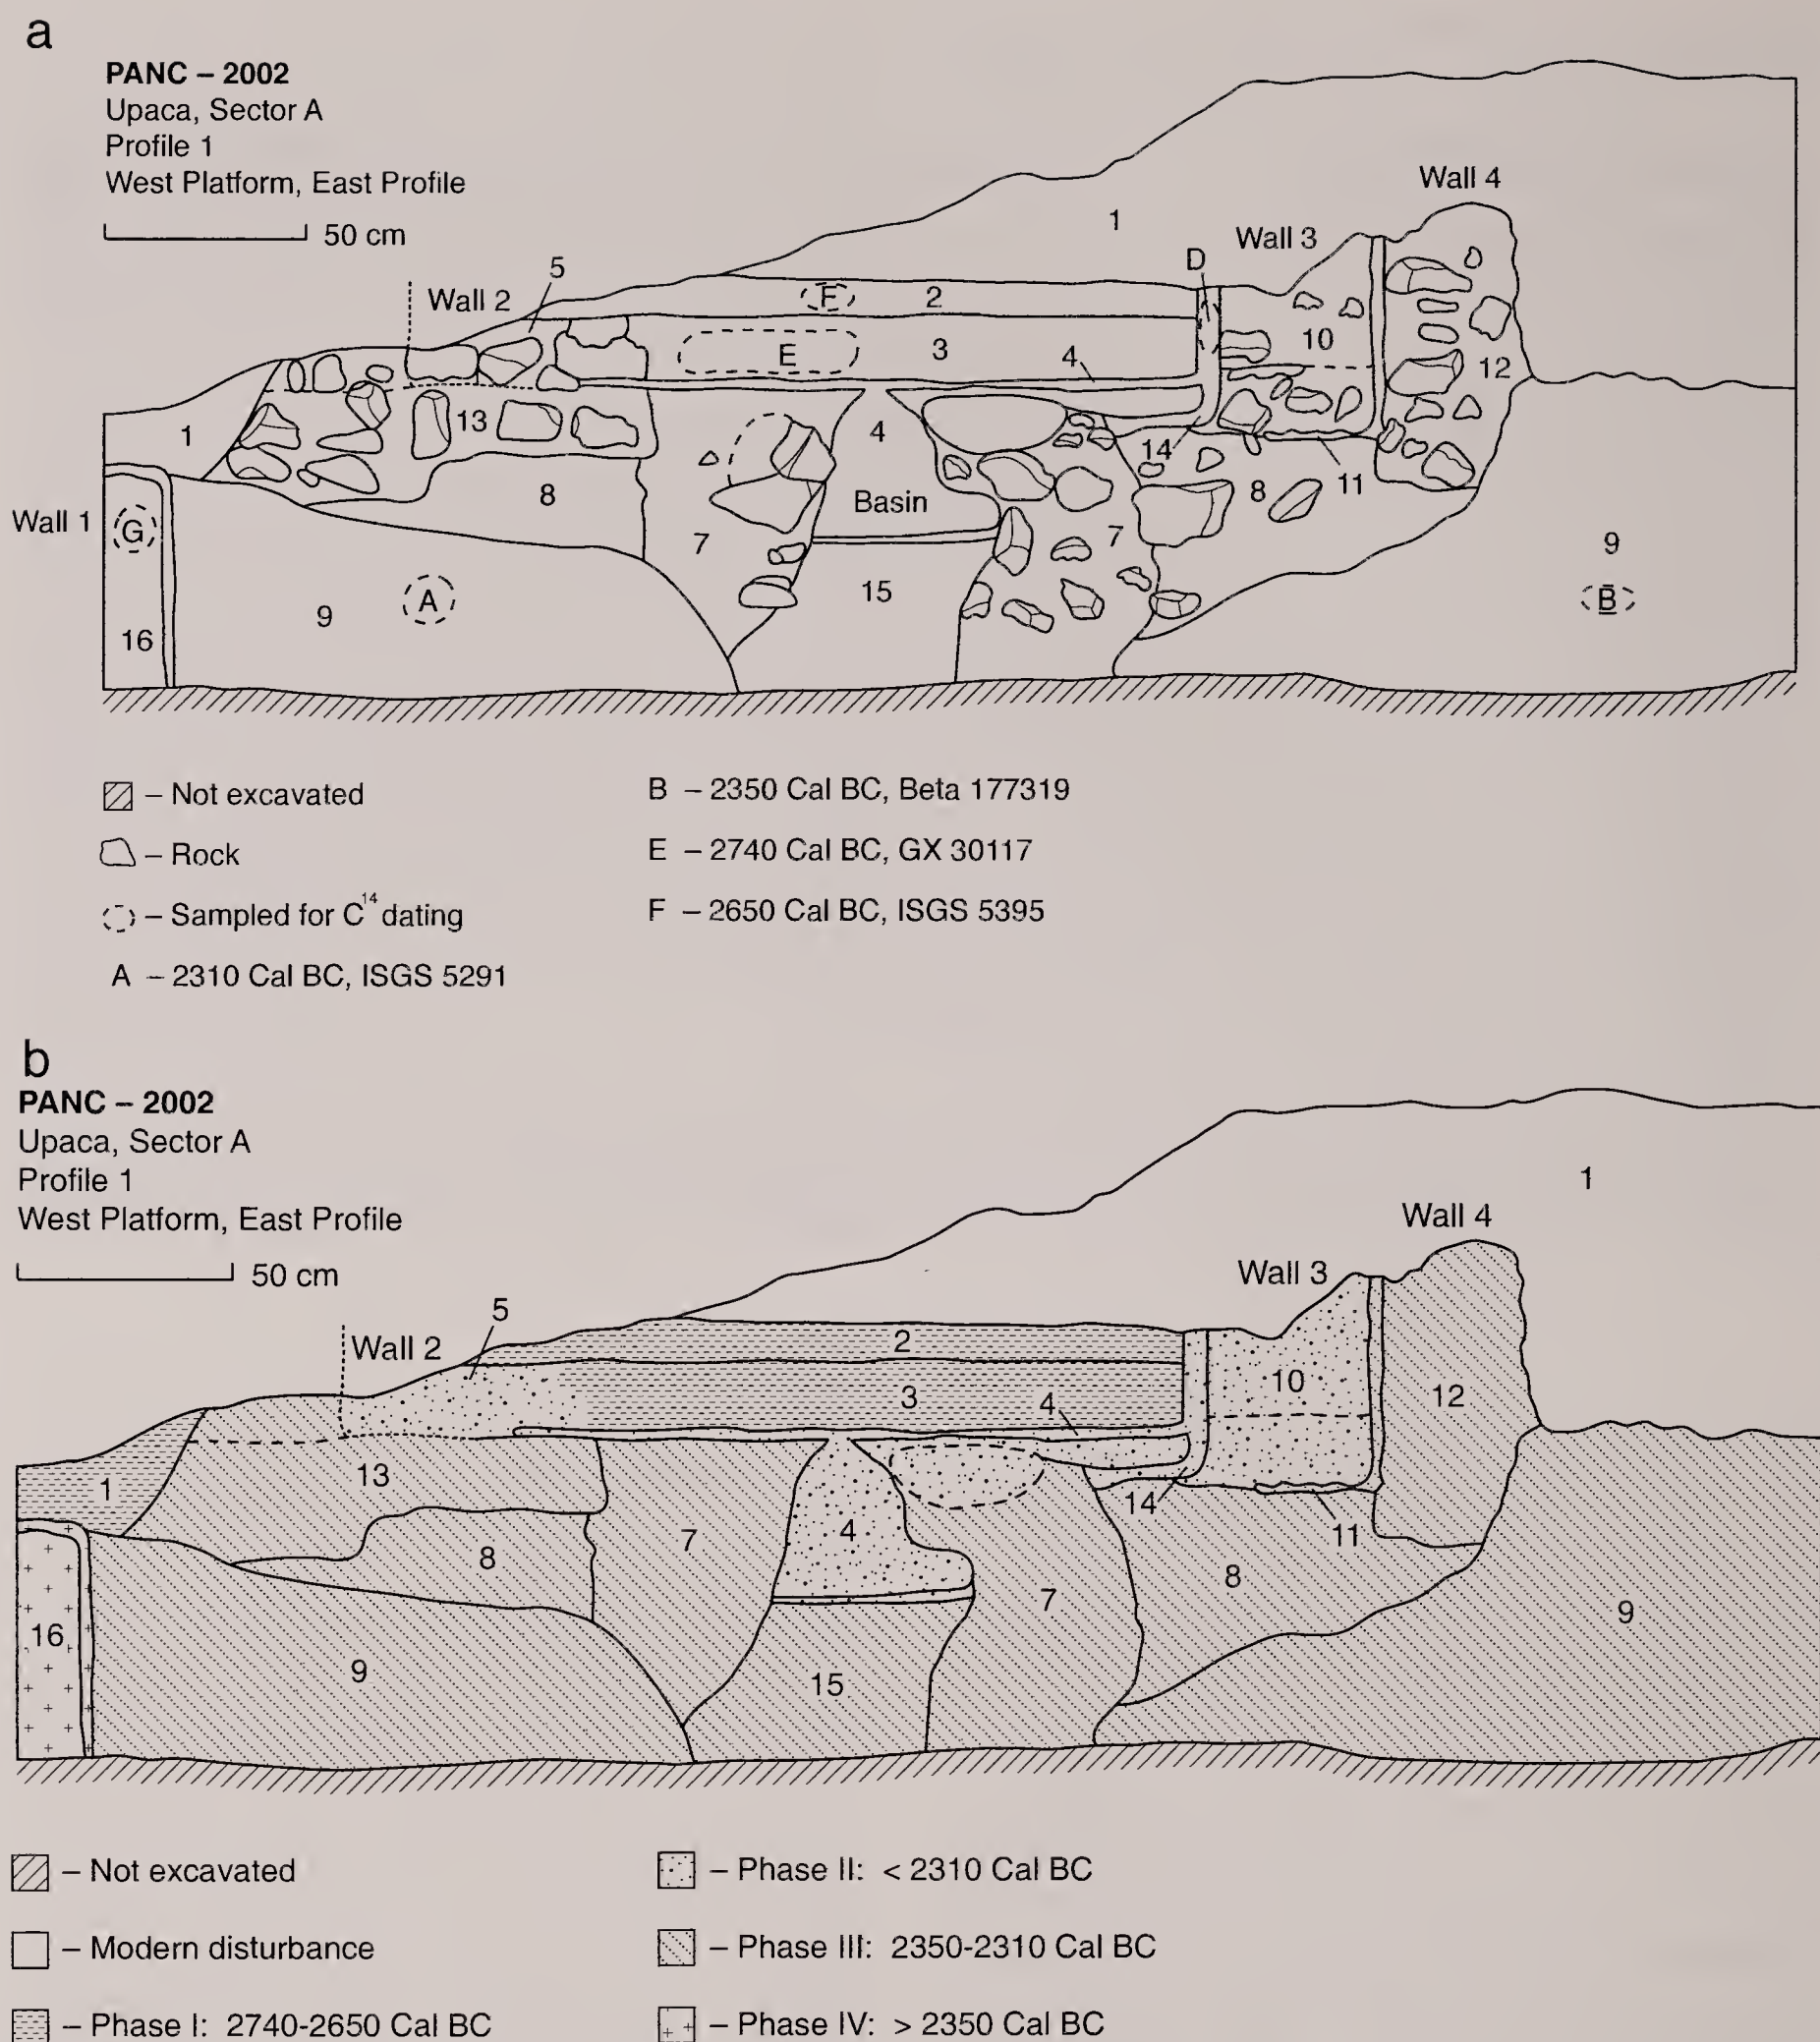 a
PANC – 2002
Upaca, Sector A
Profile 1
West Platform, East Profile
50 cm
Wall 4
1
Wall 3
D
5
Wall 2
F
2
10
E
3
4
12
1
13
4
14
8
11
8
Basin
Wall 1
G
7
7
9
15
A
9
B
16
– Not excavated
– Rock
– Sampled for C14 dating
A – 2310 Cal BC, ISGS 5291
B – 2350 Cal BC, Beta 177319
E – 2740 Cal BC, GX 30117
F – 2650 Cal BC, ISGS 5395
b
PANC – 2002
Upaca, Sector A
Profile 1
West Platform, East Profile
50 cm
1
Wall 4
Wall 3
5
Wall 2
2
10
3
4
12
13
1
14
11
4
7
8
8
7
9
16
9
15
– Not excavated
– Modern disturbance
– Phase I: 2740-2650 Cal BC
– Phase II: < 2310 Cal BC
– Phase III: 2350-2310 Cal BC
– Phase IV: > 2350 Cal BC